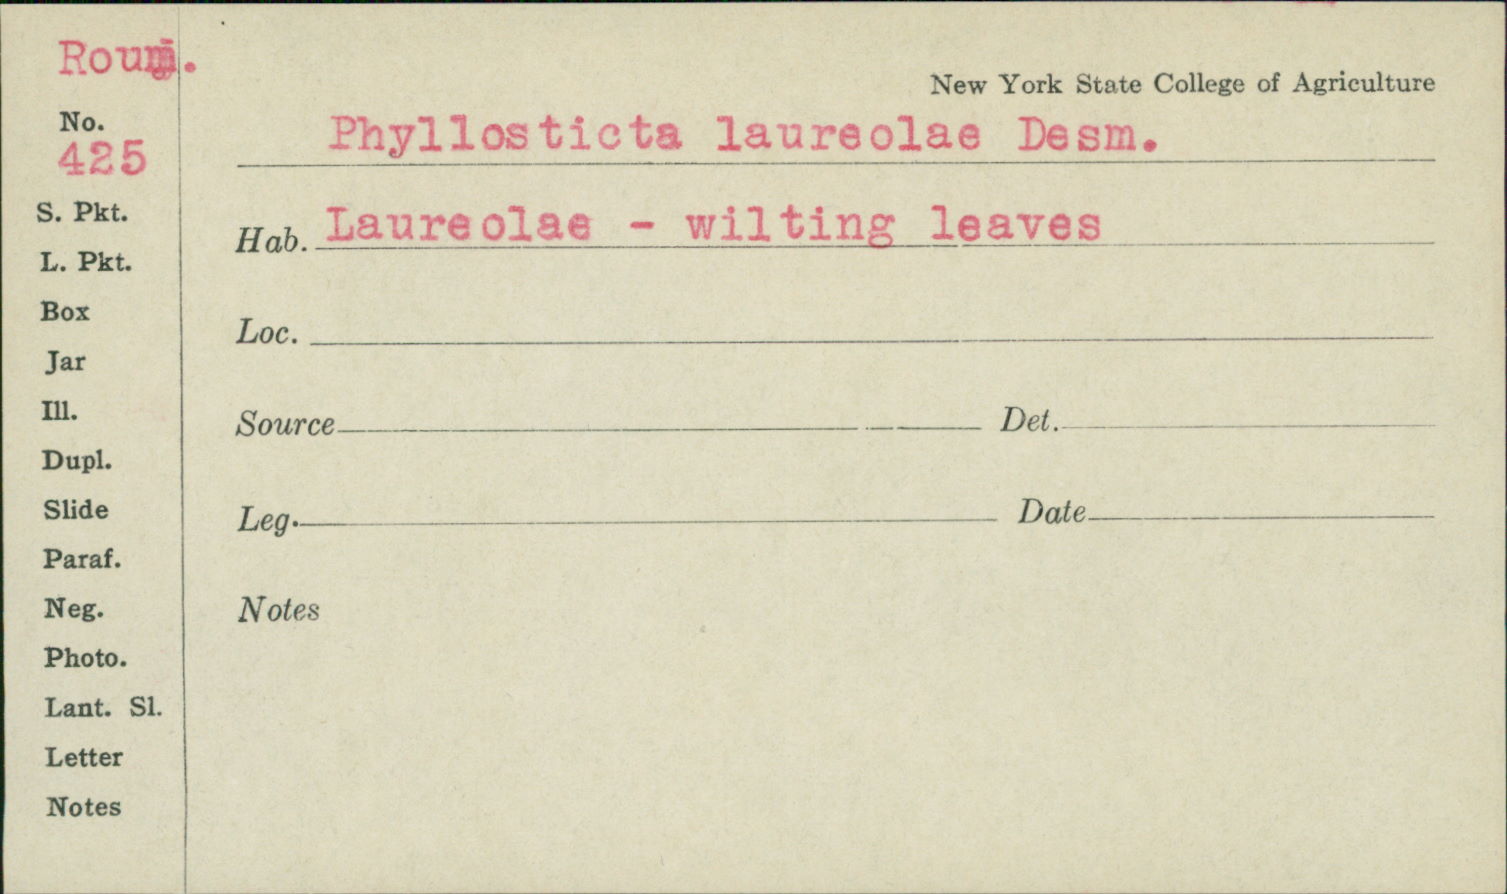 Roum.
New York State College of Agriculture
No.
425
Phyllosticta laureolae Desm.
S. Pkt.
Hab. Laureolae - wilting leaves
L. Pkt.
Box
Loc.
Jar
Ill.
Source Det.
Dupl.
Slide
Leg. Date
Paraf.
Neg.
Notes
Photo.
Lant. Sl.
Letter
Notes